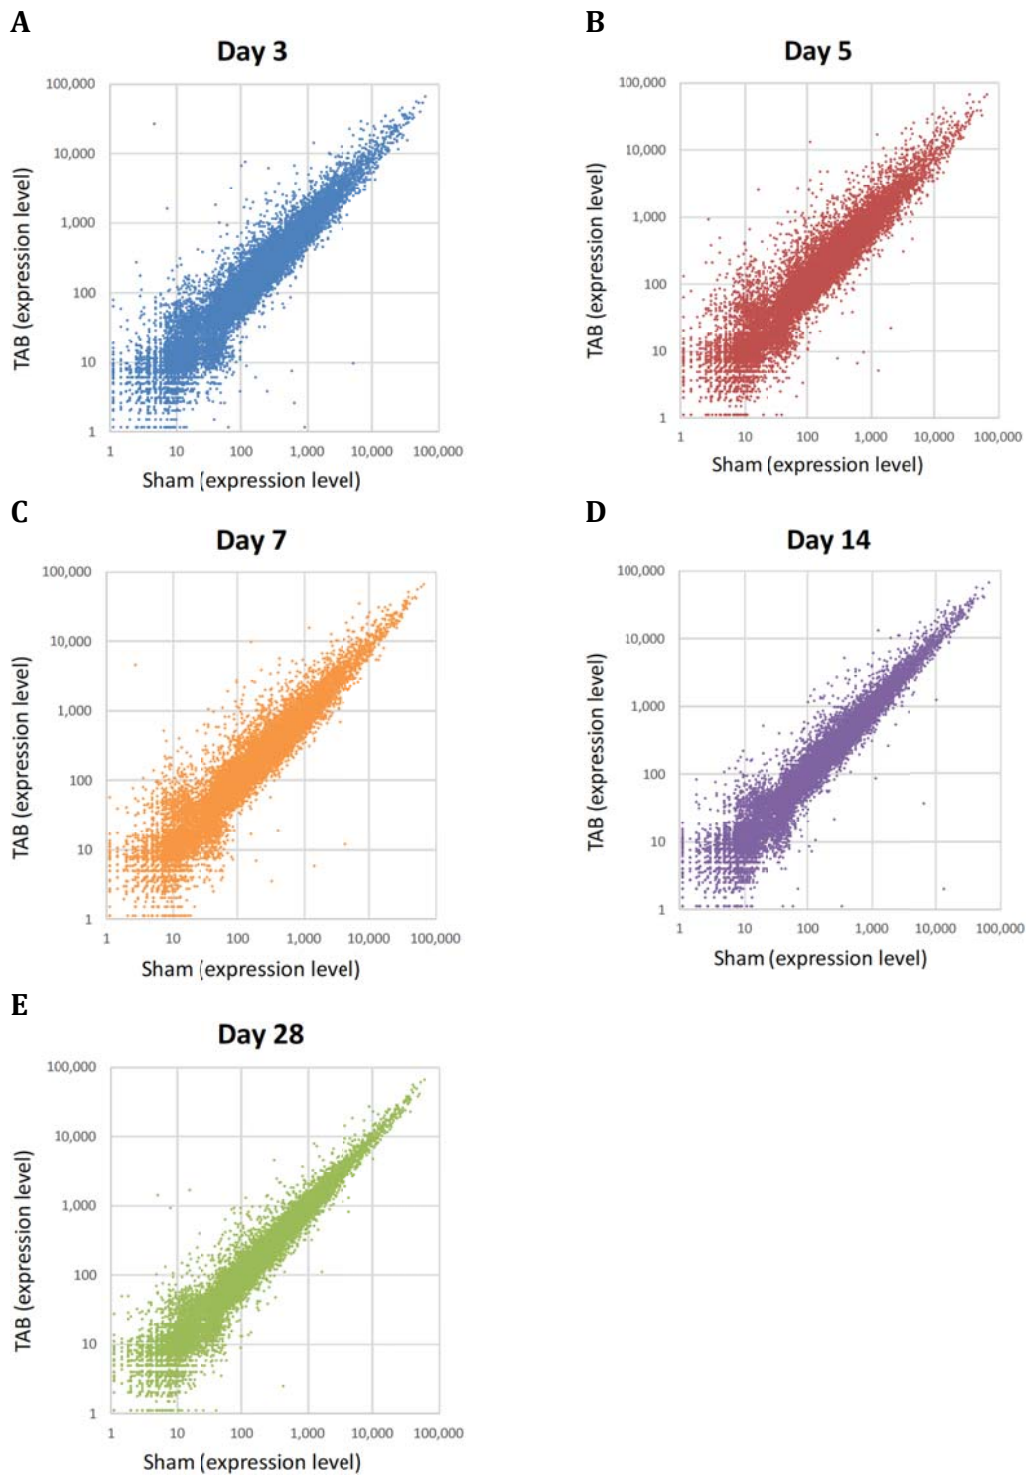 A
Day 3
100,000
10,000
1,000
100
10
1
TAB (expression level)
1 10 100 1,000 10,000 100,000
Sham (expression level)
B
Day 5
100,000
10,000
1,000
100
10
1
TAB (expression level)
1 10 100 1,000 10,000 100,000
Sham (expression level)
C
Day 7
100,000
10,000
1,000
100
10
1
TAB (expression level)
1 10 100 1,000 10,000 100,000
Sham (expression level)
D
Day 14
100,000
10,000
1,000
100
10
1
TAB (expression level)
1 10 100 1,000 10,000 100,000
Sham (expression level)
E
Day 28
100,000
10,000
1,000
100
10
1
TAB (expression level)
1 10 100 1,000 10,000 100,000
Sham (expression level)